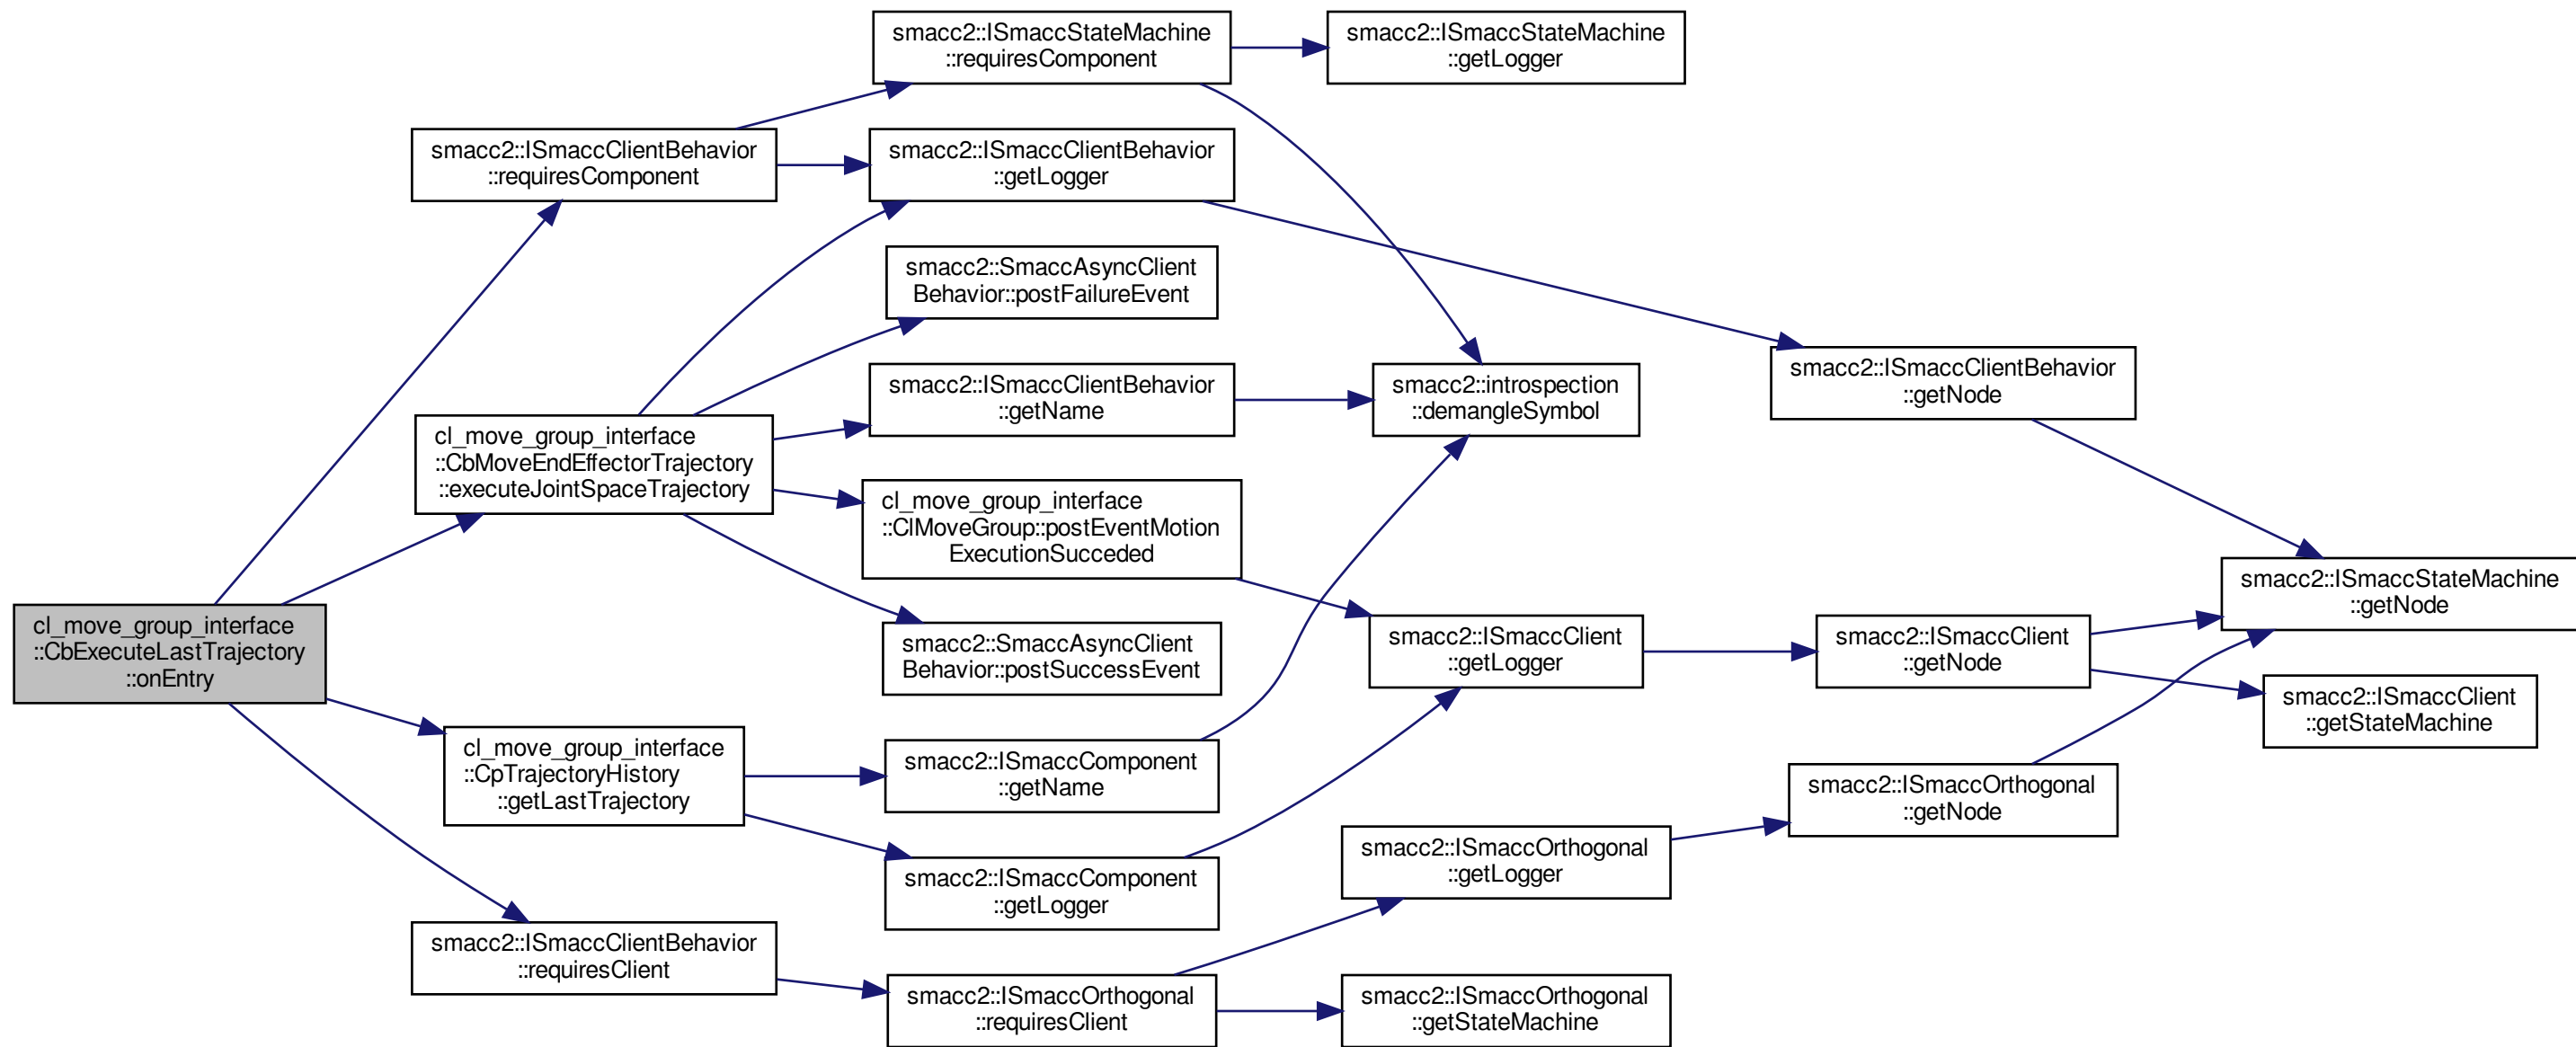 cl_move_group_interface
::CbExecuteLastTrajectory
::onEntry
smacc2::ISmaccClientBehavior
::requiresComponent
cl_move_group_interface
::CbMoveEndEffectorTrajectory
::executeJointSpaceTrajectory
cl_move_group_interface
::CpTrajectoryHistory
::getLastTrajectory
smacc2::ISmaccClientBehavior
::requiresClient
smacc2::ISmaccStateMachine
::requiresComponent
smacc2::ISmaccClientBehavior
::getLogger
smacc2::SmaccAsyncClient
Behavior::postFailureEvent
smacc2::ISmaccClientBehavior
::getName
cl_move_group_interface
::ClMoveGroup::postEventMotion
ExecutionSucceded
smacc2::SmaccAsyncClient
Behavior::postSuccessEvent
smacc2::ISmaccComponent
::getName
smacc2::ISmaccComponent
::getLogger
smacc2::ISmaccOrthogonal
::requiresClient
smacc2::ISmaccStateMachine
::getLogger
smacc2::introspection
::demangleSymbol
smacc2::ISmaccClient
::getLogger
smacc2::ISmaccOrthogonal
::getLogger
smacc2::ISmaccOrthogonal
::getStateMachine
smacc2::ISmaccClientBehavior
::getNode
smacc2::ISmaccClient
::getNode
smacc2::ISmaccOrthogonal
::getNode
smacc2::ISmaccStateMachine
::getNode
smacc2::ISmaccClient
::getStateMachine